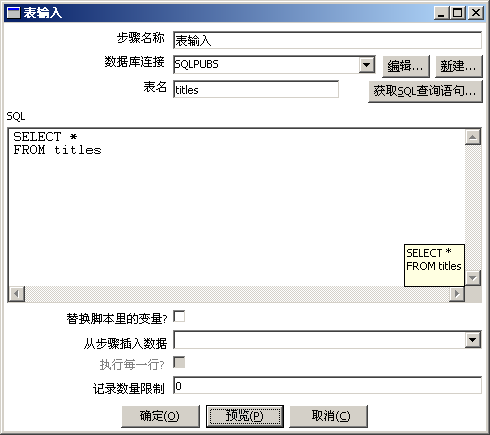 表输入
步骤名称 表输入
数据库连接 SQLPUBS 编辑... 新建...
表名 titles 获取SQL查询语句...
SQL
SELECT *
FROM titles
SELECT *
FROM titles
替换脚本里的变量?
从步骤插入数据
执行每一行?
记录数量限制 0
确定(O) 预览(P) 取消(C)